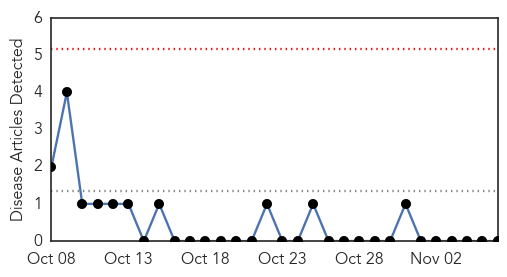 6
5
4
3
2
1
0
Disease Articles Detected
Oct 08
Oct 13
Oct 18
Oct 23
Oct 28
Nov 02